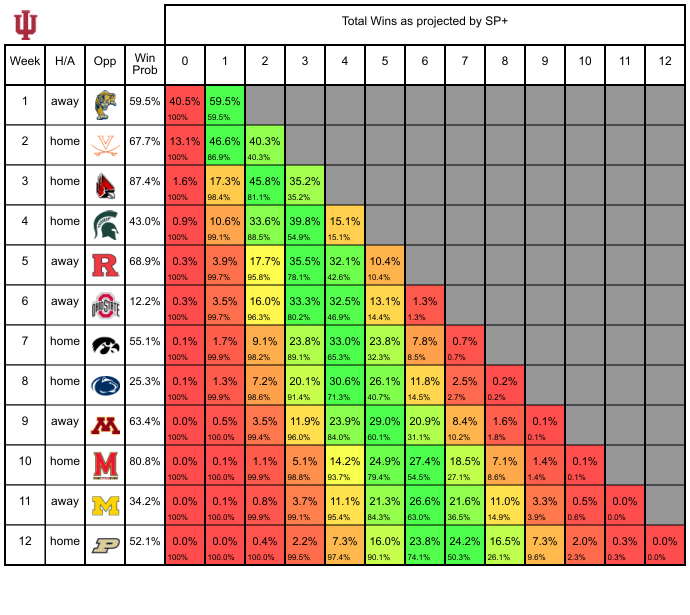 Total Wins as projected by SP+
Week H/A Opp Win Prob 0 1 2 3 4 5 6 7 8 9 10 11 12
1 away 59.5% 40.5% 59.5%
100% 59.5%
2 home 67.7% 13.1% 46.6% 40.3%
100% 86.9% 40.3%
3 home 87.4% 1.6% 17.3% 45.8% 35.2%
100% 98.4% 81.1% 35.2%
4 home 43.0% 0.9% 10.6% 33.6% 39.8% 15.1%
100% 99.1% 88.5% 54.9% 15.1%
5 away R 68.9% 0.3% 3.9% 17.7% 35.5% 32.1% 10.4%
100% 99.7% 95.8% 78.1% 42.6% 10.4%
6 away OHIO STATE 12.2% 0.3% 3.5% 16.0% 33.3% 32.5% 13.1% 1.3%
100% 99.7% 96.3% 80.2% 46.9% 14.4% 1.3%
7 home 55.1% 0.1% 1.7% 9.1% 23.8% 33.0% 23.8% 7.8% 0.7%
100% 99.9% 98.2% 89.1% 65.3% 32.3% 8.5% 0.7%
8 home 25.3% 0.1% 1.3% 7.2% 20.1% 30.6% 26.1% 11.8% 2.5% 0.2%
100% 99.9% 98.6% 91.4% 71.3% 40.7% 14.5% 2.7% 0.2%
9 away M 63.4% 0.0% 0.5% 3.5% 11.9% 23.9% 29.0% 20.9% 8.4% 1.6% 0.1%
100% 100.0% 99.4% 96.0% 84.0% 60.1% 31.1% 10.2% 1.8% 0.1%
10 home M 80.8% 0.0% 0.1% 1.1% 5.1% 14.2% 24.9% 27.4% 18.5% 7.1% 1.4% 0.1%
100% 100.0% 99.9% 98.8% 93.7% 79.4% 54.5% 27.1% 8.6% 1.4% 0.1%
11 away M 34.2% 0.0% 0.1% 0.8% 3.7% 11.1% 21.3% 26.6% 21.6% 11.0% 3.3% 0.5% 0.0%
100% 100.0% 99.9% 99.1% 95.4% 84.3% 63.0% 36.5% 14.9% 3.9% 0.6% 0.0%
12 home P 52.1% 0.0% 0.0% 0.4% 2.2% 7.3% 16.0% 23.8% 24.2% 16.5% 7.3% 2.0% 0.3% 0.0%
100% 100.0% 100.0% 99.5% 97.4% 90.1% 74.1% 50.3% 26.1% 9.6% 2.3% 0.3% 0.0%